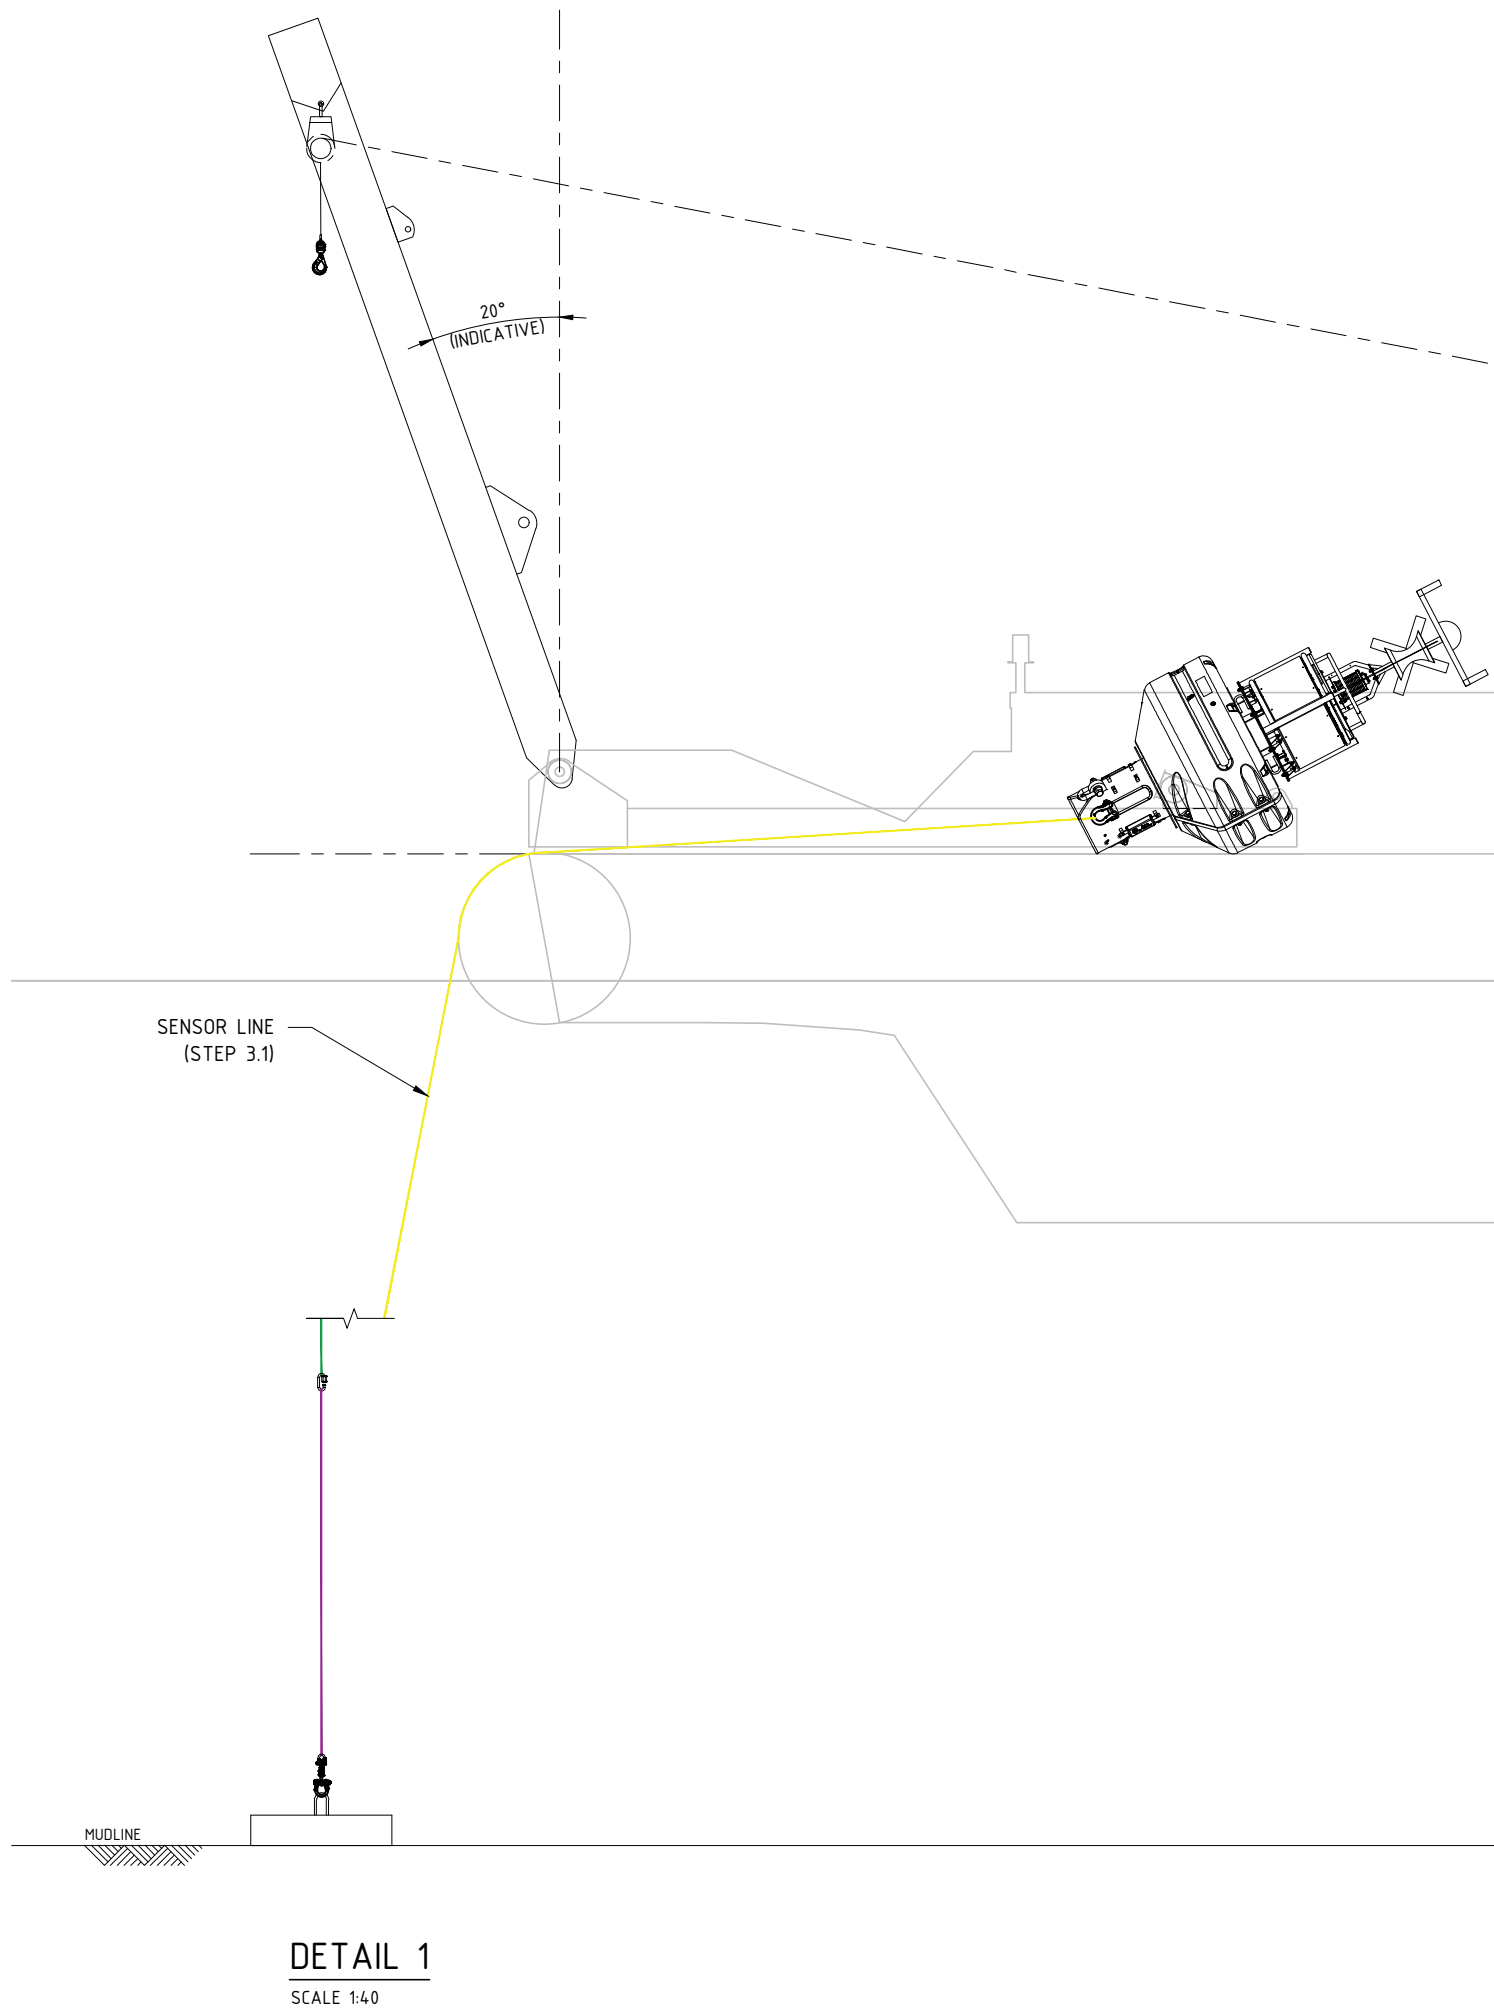 20°
(INDICATIVE)
SENSOR LINE
(STEP 3.1)
MUDLINE
DETAIL 1
SCALE 1:40